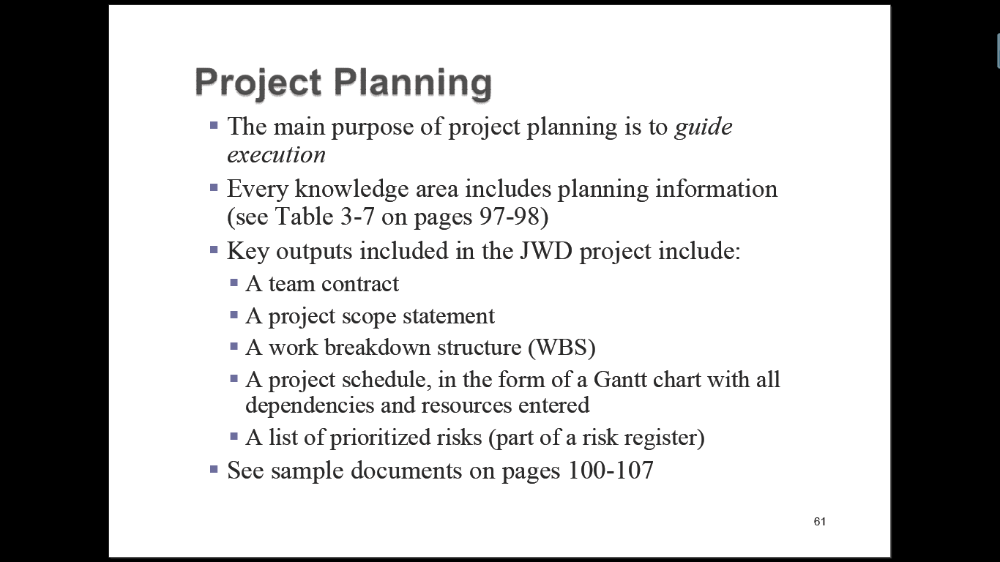 Project Planning
▪ The main purpose of project planning is to guide
execution
▪ Every knowledge area includes planning information
(see Table 3-7 on pages 97-98)
▪ Key outputs included in the JWD project include:
▪ A team contract
▪ A project scope statement
▪ A work breakdown structure (WBS)
▪ A project schedule, in the form of a Gantt chart with all
dependencies and resources entered
▪ A list of prioritized risks (part of a risk register)
▪ See sample documents on pages 100-107
61